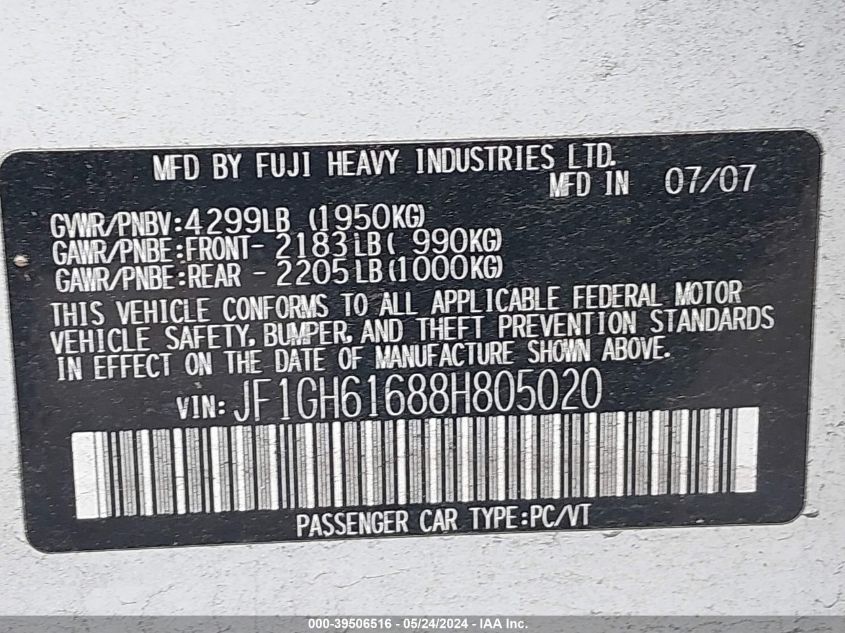 MFD BY FUJI HEAVY INDUSTRIES LTD.
MFD IN 07/07
GVWR/PNBV:4299LB (1950KG)
GAWR/PNBE:FRONT- 2183LB( 990KG)
GAWR/PNBE:REAR - 2205LB(1000KG)
THIS VEHICLE CONFORMS TO ALL APPLICABLE FEDERAL MOTOR
VEHICLE SAFETY, BUMPER, AND THEFT PREVENTION STANDARDS
IN EFFECT ON THE DATE OF MANUFACTURE SHOWN ABOVE.
VIN: JF1GH61688H805020
PASSENGER CAR TYPE:PC/VT
000-39506516 - 05/24/2024 - IAA Inc.